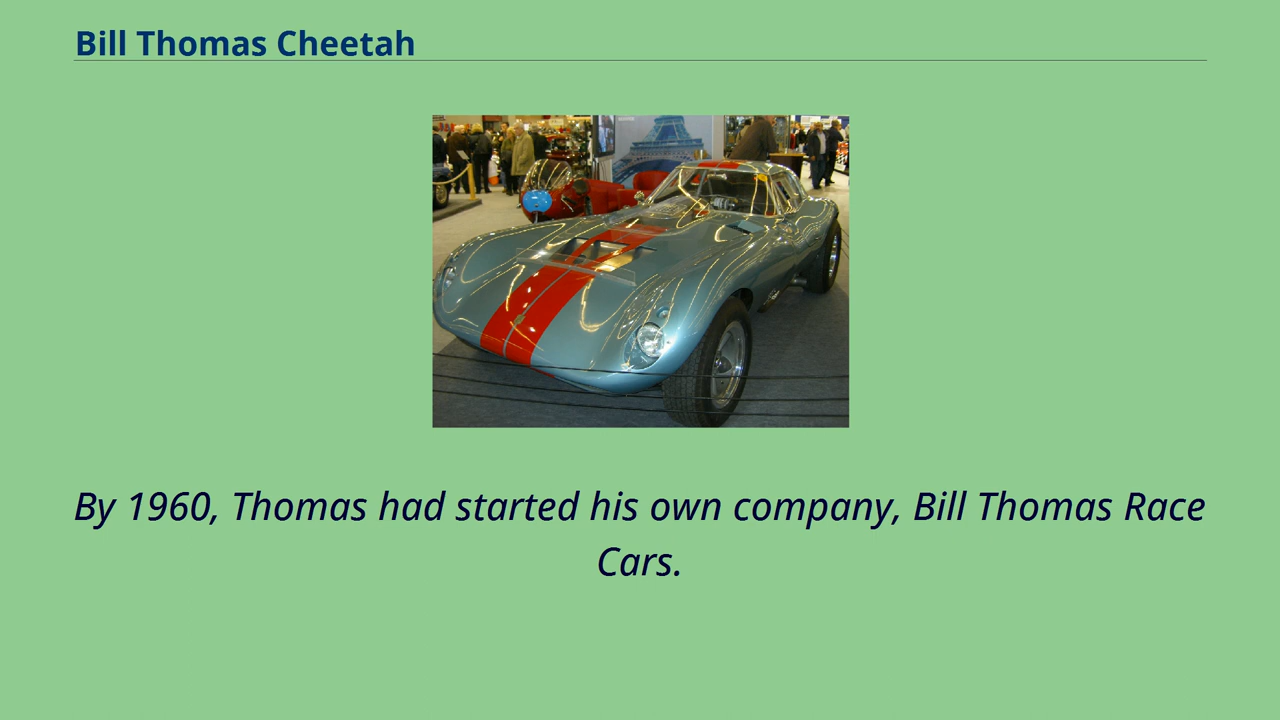 Bill Thomas Cheetah
By 1960, Thomas had started his own company, Bill Thomas Race
Cars.